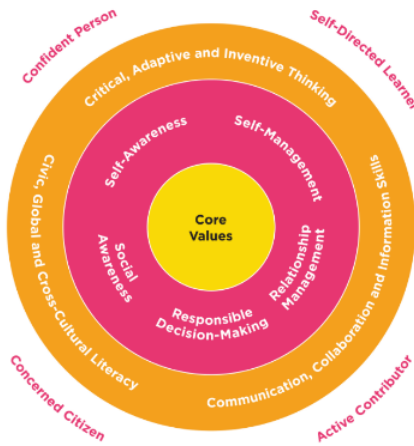 Confident Person
Self-Directed Learner
Critical, Adaptive and Inventive Thinking
Self-Awareness
Self-Management
Core
Values
Civic, Global and Cross-Cultural Literacy
Social
Awareness
Relationship
Management
Responsible
Decision-Making
Communication, Collaboration and Information Skills
Concerned Citizen
Active Contributor